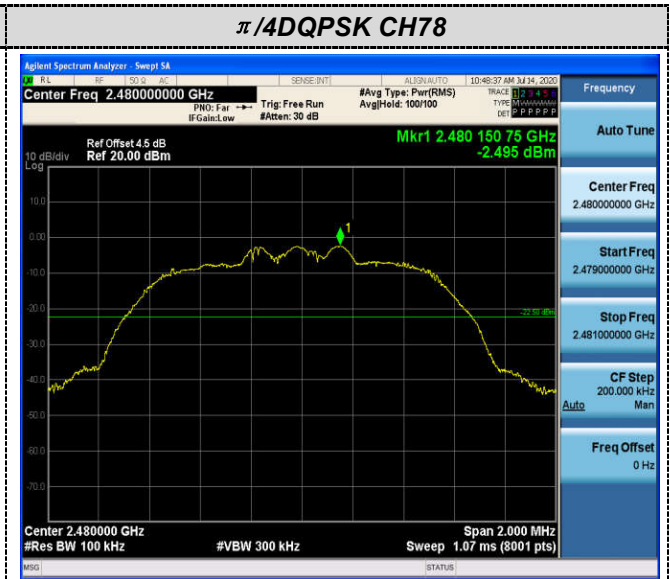 π/4DQPSK CH78
Agilent Spectrum Analyzer - Swept SA
RL RF 50 Ω AC SENSE:INT ALIGNAUTO 10:48:37 AM Jul 14, 2020
Center Freq 2.480000000 GHz
PNO: Far
IFGain:Low
Trig: Free Run
#Atten: 30 dB
#Avg Type: Pwr(RMS)
Avg|Hold: 100/100
TRACE 1 2 3 4 5 6
TYPE
DET P P P P P P
Mkr1 2.480 150 75 GHz
-2.495 dBm
Ref Offset 4.5 dB
10 dB/div Ref 20.00 dBm
Log
10.0
1
0.00
-10.0
-20.0
-22.50 dBm
-30.0
-40.0
-50.0
-60.0
-70.0
Center 2.480000 GHz Span 2.000 MHz
#Res BW 100 kHz #VBW 300 kHz Sweep 1.07 ms (8001 pts)
MSG STATUS
Frequency
Auto Tune
Center Freq
2.480000000 GHz
Start Freq
2.479000000 GHz
Stop Freq
2.481000000 GHz
CF Step
200.000 kHz
Auto Man
Freq Offset
0 Hz